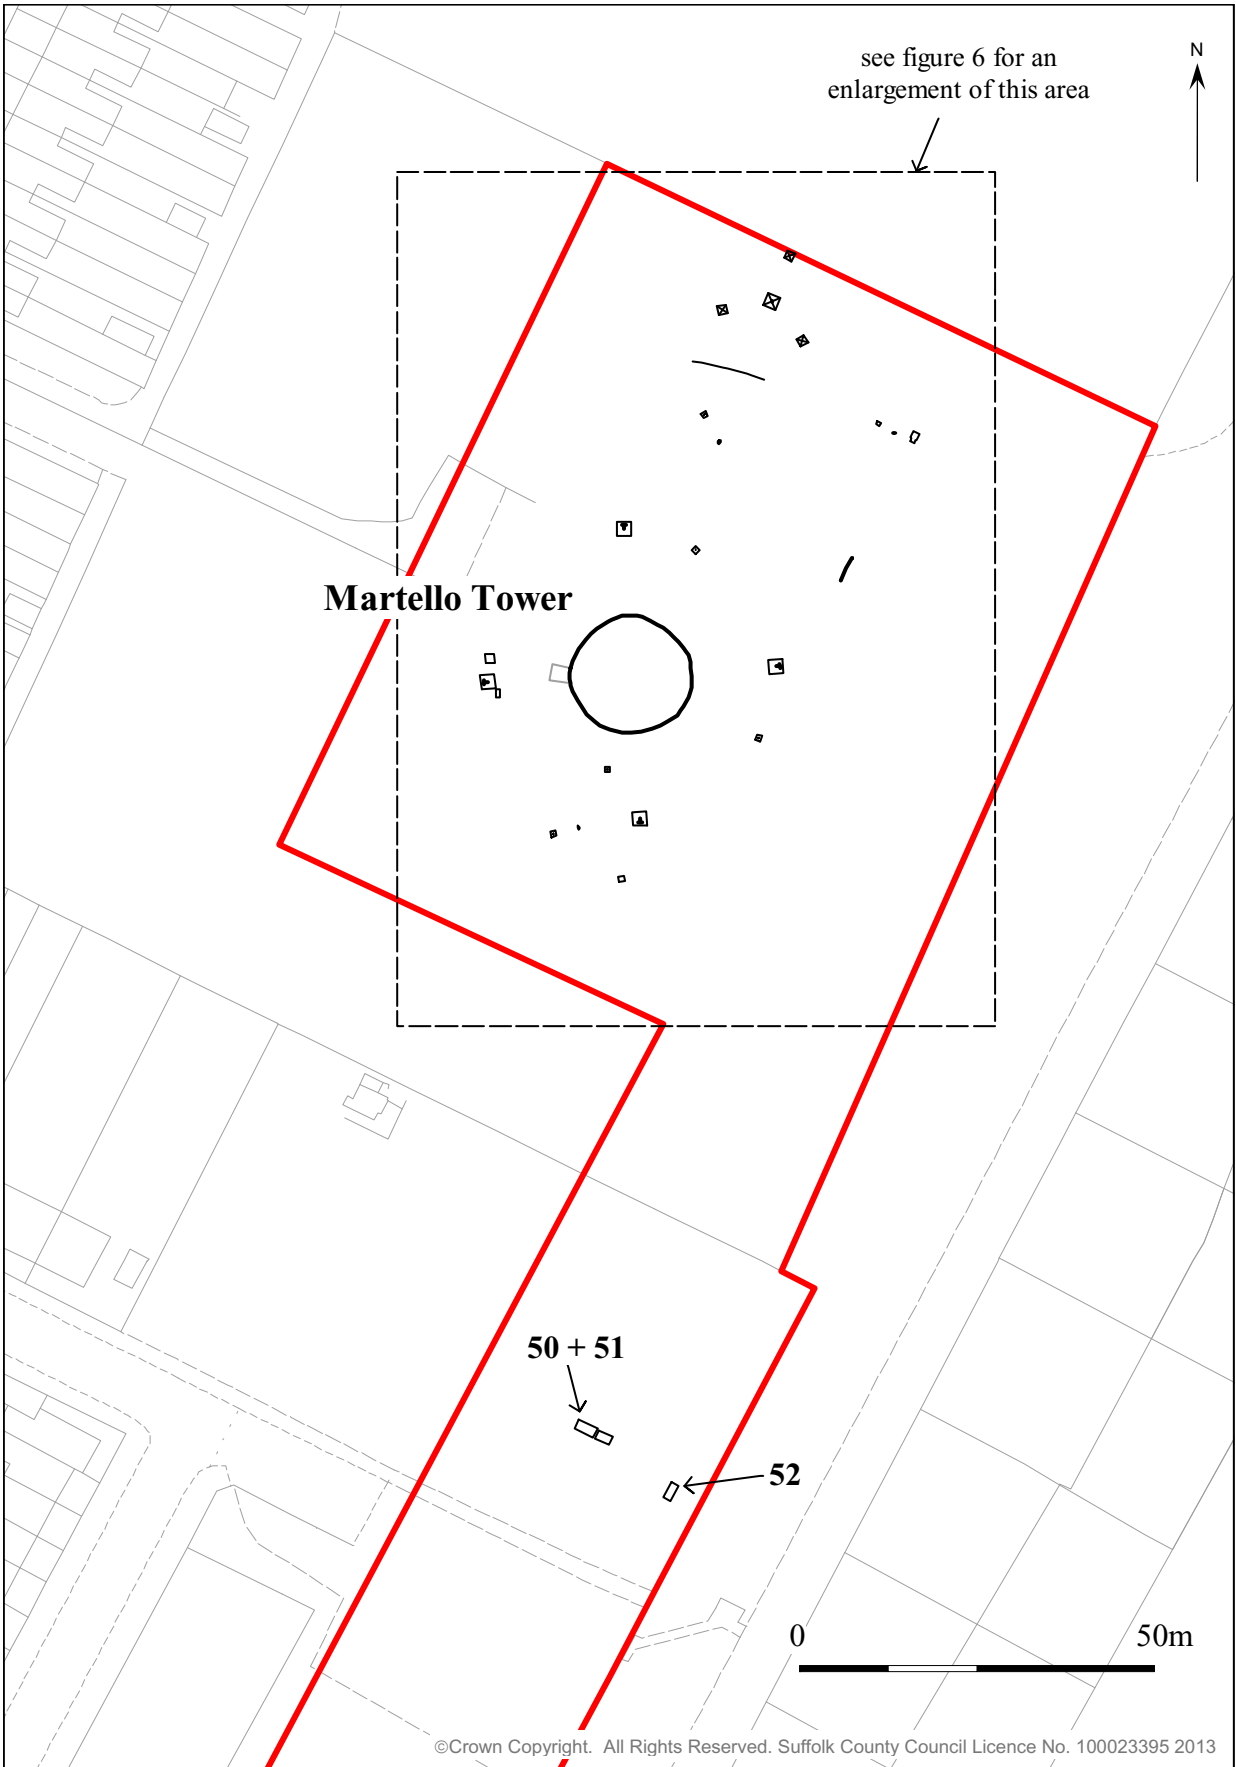 see figure 6 for an
enlargement of this area
N
Martello Tower
50 + 51
52
0 50m
©Crown Copyright. All Rights Reserved. Suffolk County Council Licence No. 100023395 2013